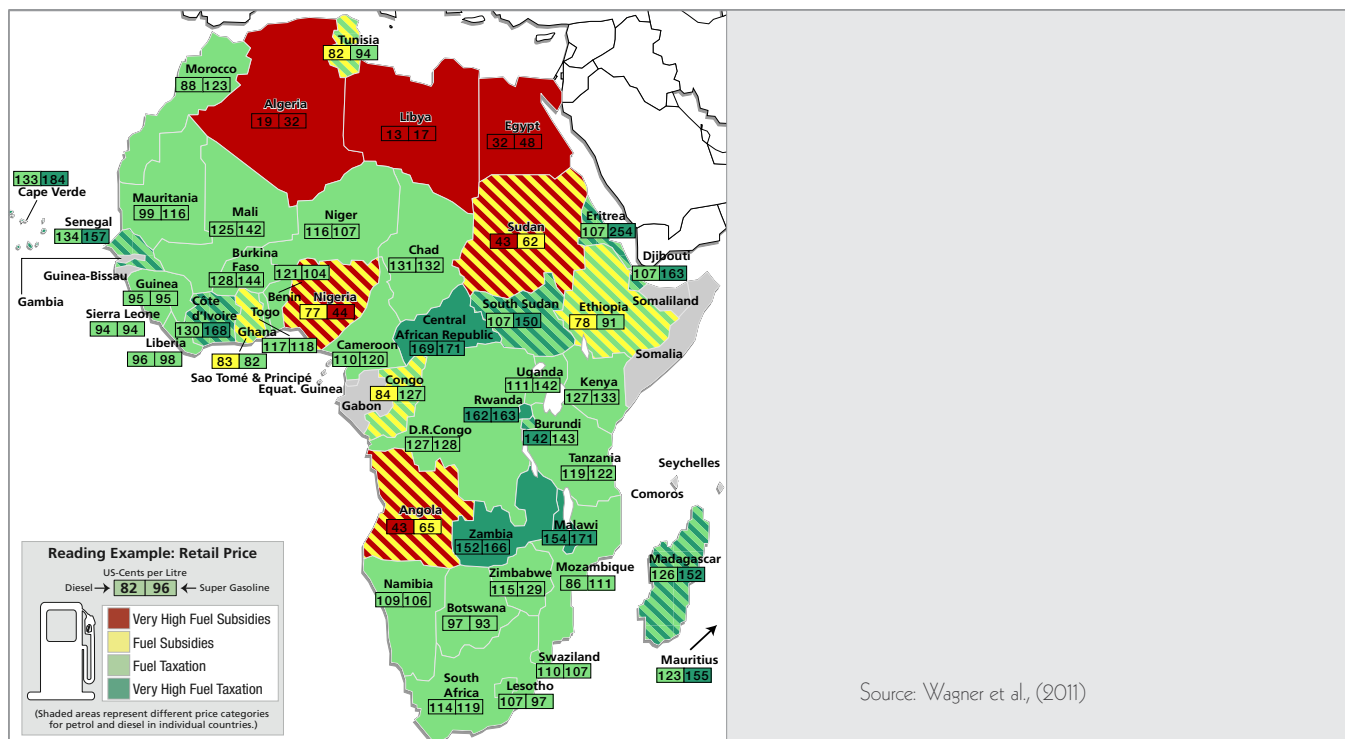 Tunisia
82 94
Morocco
88 123
Algeria
19 32
Libya
13 17
Egypt
32 48
133 184
Cape Verde
Mauritania
99 116
Mali
125 142
Niger
116 107
Senegal
134 157
Sudan
43 62
Eritrea
107 254
Chad
131 132
Djibouti
107 163
Burkina
Faso
128 144
121 104
Benin
Guinea-Bissau
Gambia
Guinea
95 95
Nigeria
77 44
Somaliland
South Sudan
107 150
Ethiopia
78 91
Côte
d'Ivoire
130 168
Togo
117 118
Sierra Leone
94 94
Ghana
83 82
Central
African Republic
169 171
Liberia
96 98
Cameroon
110 120
Somalia
Sao Tomé & Principé
Equat. Guinea
Congo
84 127
Gabon
Uganda
111 142
Kenya
127 133
Rwanda
162 163
Burundi
142 143
D.R.Congo
127 128
Tanzania
119 122
Seychelles
Comoros
Angola
43 65
Zambia
152 166
Malawi
154 171
Madagascar
126 152
Mozambique
86 111
Zimbabwe
115 129
Namibia
109 106
Botswana
97 93
Mauritius
123 155
Swaziland
110 107
South
Africa
114 119
Lesotho
107 97
Reading Example: Retail Price
US-Cents per Litre
Diesel 82 96 Super Gasoline
Very High Fuel Subsidies
Fuel Subsidies
Fuel Taxation
Very High Fuel Taxation
(Shaded areas represent different price categories
for petrol and diesel in individual countries.)
Source: Wagner et al., (2011)